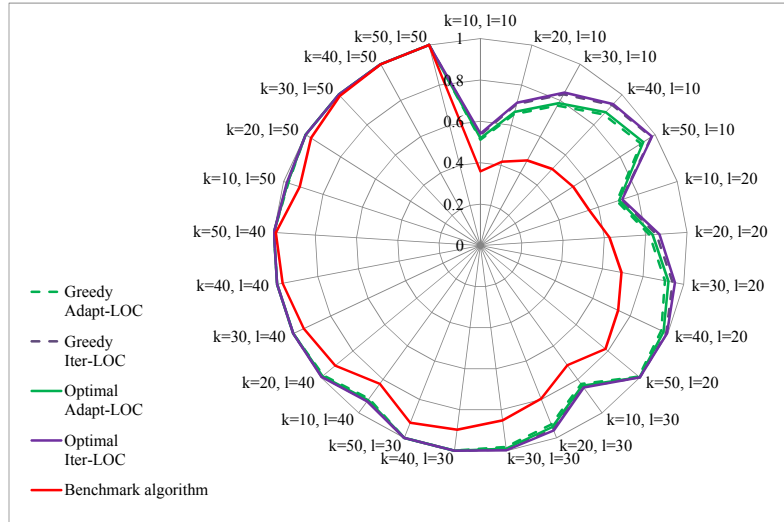 k=10, l=10
k=20, l=10
k=30, l=10
k=40, l=10
k=50, l=10
k=10, l=20
k=20, l=20
k=30, l=20
k=40, l=20
k=50, l=20
k=10, l=30
k=20, l=30
k=30, l=30
k=40, l=30
k=50, l=30
k=10, l=40
k=20, l=40
k=30, l=40
k=40, l=40
k=50, l=40
k=10, l=50
k=20, l=50
k=30, l=50
k=40, l=50
k=50, l=50
1
0.8
0.6
0.4
0.2
0
Greedy
Adapt-LOC
Greedy
Iter-LOC
Optimal
Adapt-LOC
Optimal
Iter-LOC
Benchmark algorithm